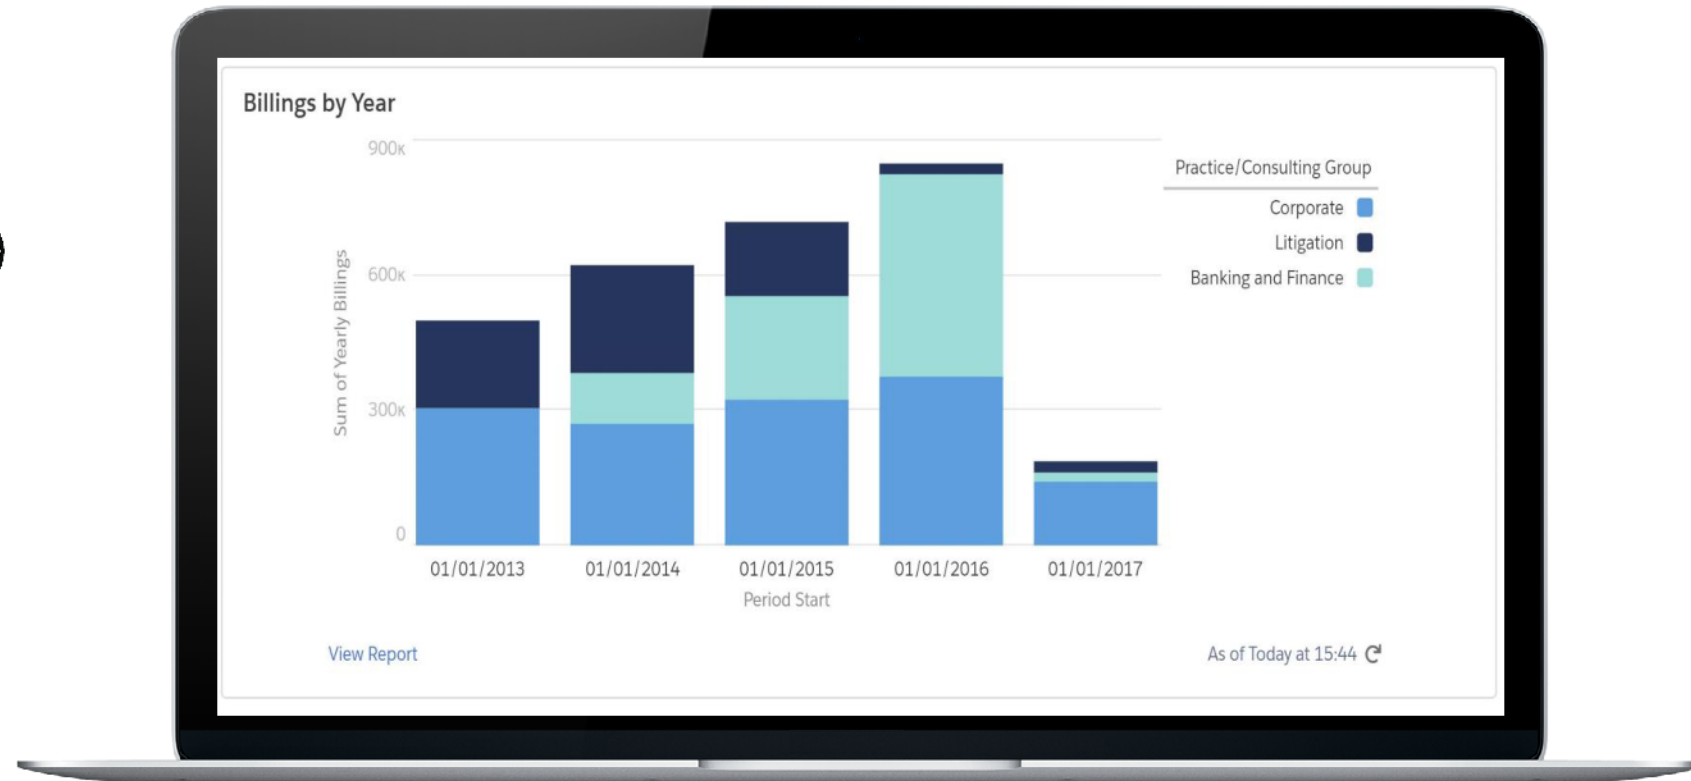 Billings by Year
900K
600K
300K
0
Sum of Yearly Billings
01/01/2013 01/01/2014 01/01/2015 01/01/2016 01/01/2017
Period Start
Practice/Consulting Group
Corporate
Litigation
Banking and Finance
View Report
As of Today at 15:44